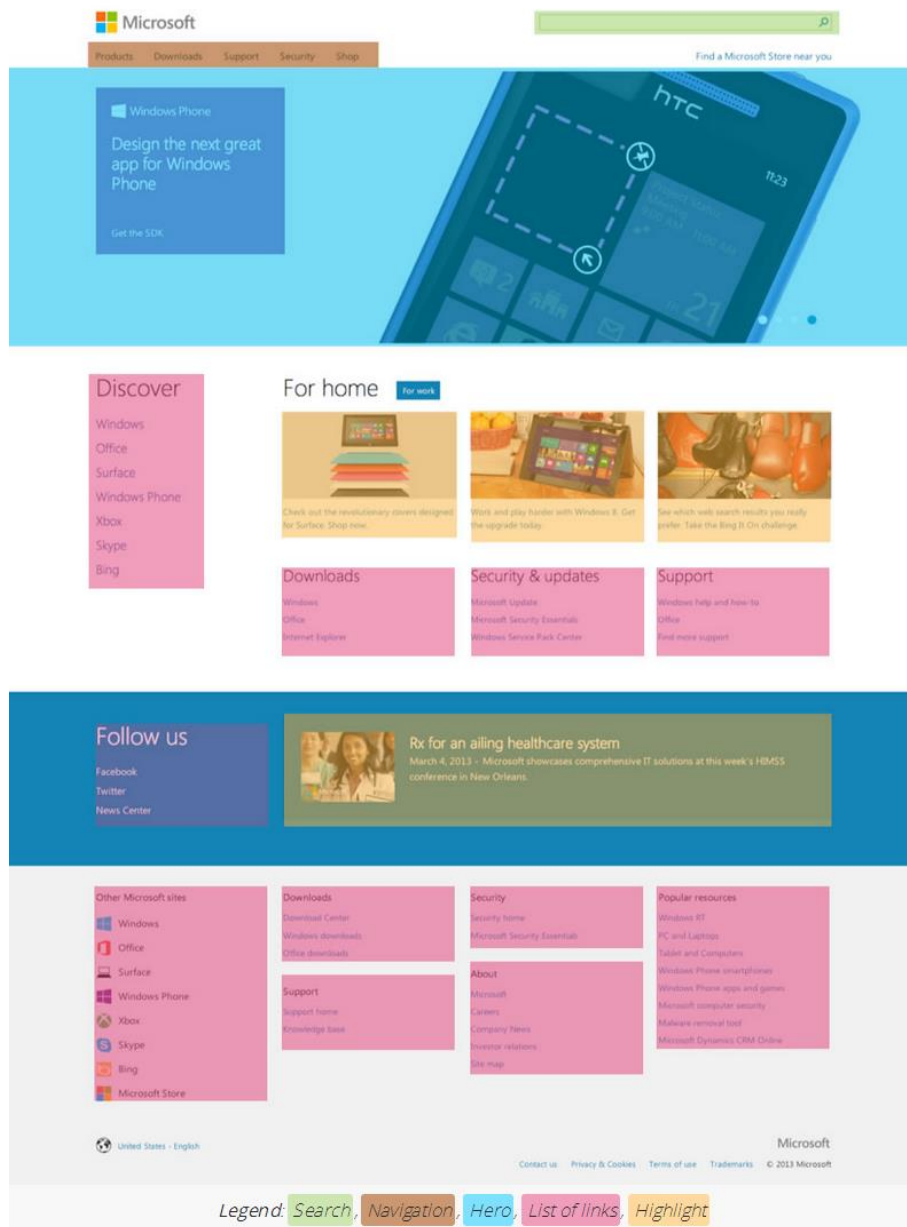 Microsoft
Products Downloads Support Security Shop
Find a Microsoft Store near you
Windows Phone
Design the next great
app for Windows
Phone
Get the SDK
hTC
11:23
2
21
Discover
Windows
Office
Surface
Windows Phone
Xbox
Skype
Bing
For home For work
Check out the revolutionary covers designed
for Surface. Shop now.
Work and play harder with Windows 8. Get
the upgrade today.
See which web search results you really
prefer. Take the Bing It On challenge.
Downloads
Windows
Office
Internet Explorer
Security & updates
Microsoft Update
Microsoft Security Essentials
Windows Service Pack Center
Support
Windows help and how-to
Office
Find more support
Follow us
Facebook
Twitter
News Center
Rx for an ailing healthcare system
March 4, 2013 - Microsoft showcases comprehensive IT solutions at this week's HIMSS
conference in New Orleans.
Other Microsoft sites
Windows
Office
Surface
Windows Phone
Xbox
Skype
Bing
Microsoft Store
Downloads
Download Center
Windows downloads
Office downloads
Support
Support home
Knowledge base
Security
Security home
Microsoft Security Essentials
About
Microsoft
Careers
Company News
Investor relations
Site map
Popular resources
Windows RT
PC and Laptops
Tablet and Computers
Windows Phone smartphones
Windows Phone apps and games
Microsoft computer security
Malware removal tool
Microsoft Dynamics CRM Online
United States - English
Microsoft
Contact us Privacy & Cookies Terms of use Trademarks © 2013 Microsoft
Legend: Search, Navigation, Hero, List of links, Highlight